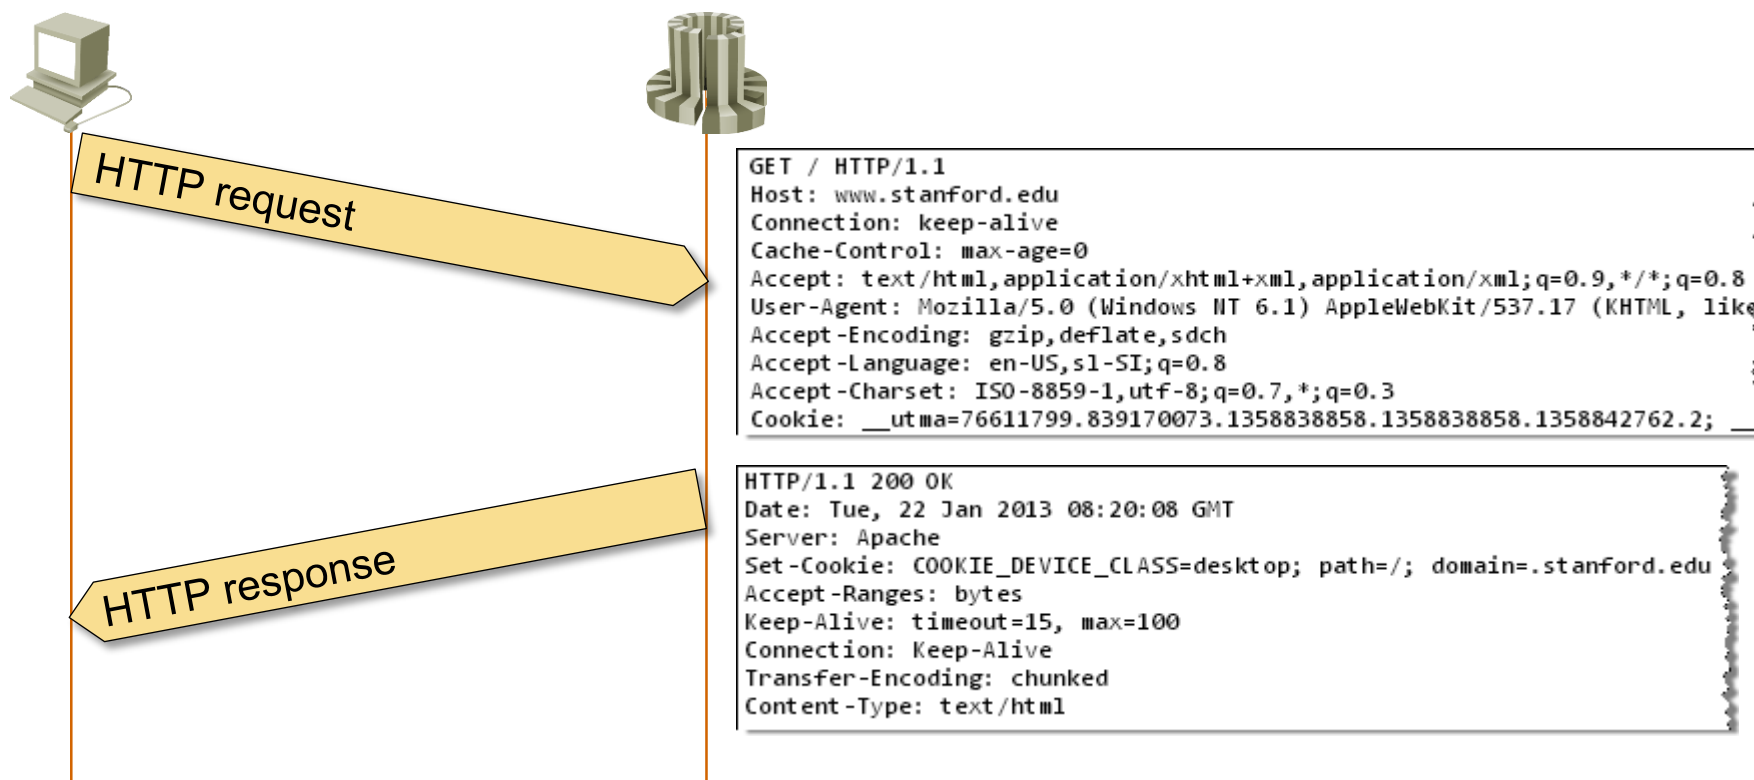 HTTP request
GET / HTTP/1.1
Host: www.stanford.edu
Connection: keep-alive
Cache-Control: max-age=0
Accept: text/html,application/xhtml+xml,application/xml;q=0.9,*/*;q=0.8
User-Agent: Mozilla/5.0 (Windows NT 6.1) AppleWebKit/537.17 (KHTML, like
Accept-Encoding: gzip,deflate,sdch
Accept-Language: en-US,sl-SI;q=0.8
Accept-Charset: ISO-8859-1,utf-8;q=0.7,*;q=0.3
Cookie: __utma=76611799.839170073.1358838858.1358838858.1358842762.2; __
HTTP response
HTTP/1.1 200 OK
Date: Tue, 22 Jan 2013 08:20:08 GMT
Server: Apache
Set-Cookie: COOKIE_DEVICE_CLASS=desktop; path=/; domain=.stanford.edu
Accept-Ranges: bytes
Keep-Alive: timeout=15, max=100
Connection: Keep-Alive
Transfer-Encoding: chunked
Content-Type: text/html